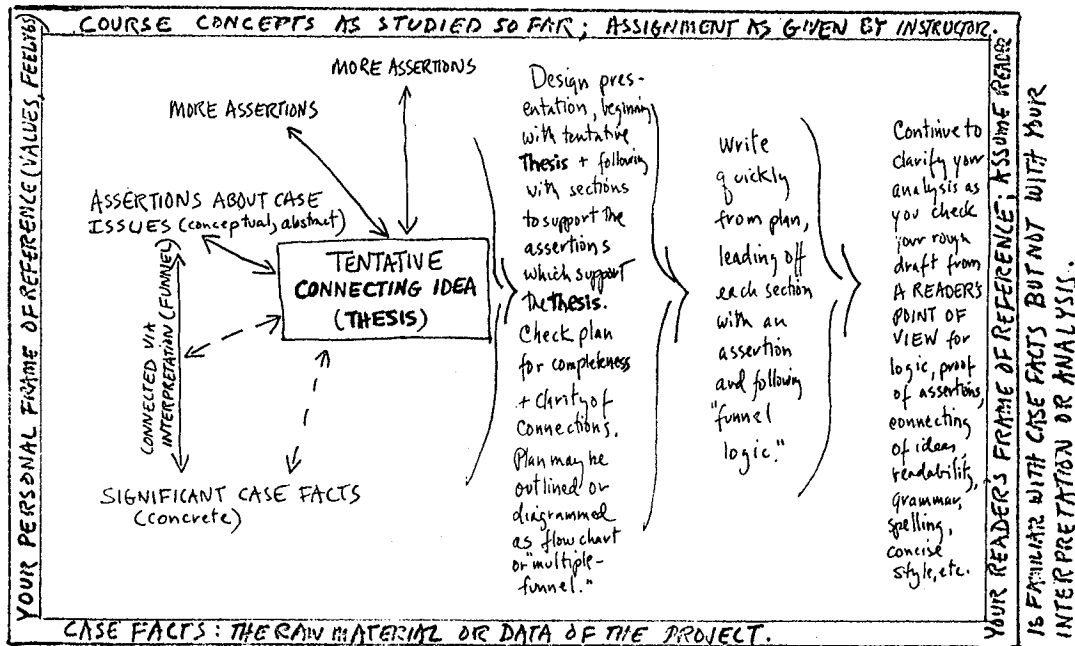 COURSE CONCEPTS AS STUDIED SO FAR; ASSIGNMENT AS GIVEN BY INSTRUCTOR.
YOUR PERSONAL FRAME OF REFERENCE (VALUES, FEELINGS)
MORE ASSERTIONS
MORE ASSERTIONS
ASSERTIONS ABOUT CASE
ISSUES (conceptual, abstract)
TENTATIVE
CONNECTING IDEA
(THESIS)
CONNECTED VIA
INTERPRETATION (FUNNEL)
SIGNIFICANT CASE FACTS
(concrete)
Design pres-
entation, beginning
with tentative
Thesis + following
with sections
to support the
assertions
which support
the Thesis.
Check plan
for completeness
+ clarity of
connections.
Plan may be
outlined or
diagrammed
as flow chart
or "multiple-
funnel."
Write
quickly
from plan,
leading off
each section
with an
assertion
and following
"funnel
logic."
Continue to
clarify your
analysis as
you check
your rough
draft from
A READER'S
POINT OF
VIEW for
logic, proof
of assertions,
connecting
of ideas,
readability,
grammar,
spelling,
concise
style, etc.
YOUR READERS FRAME OF REFERENCE; ASSUME READER
IS FAMILIAR WITH CASE FACTS BUT NOT WITH YOUR
INTERPRETATION OR ANALYSIS.
CASE FACTS: THE RAW MATERIAL OR DATA OF THE PROJECT.